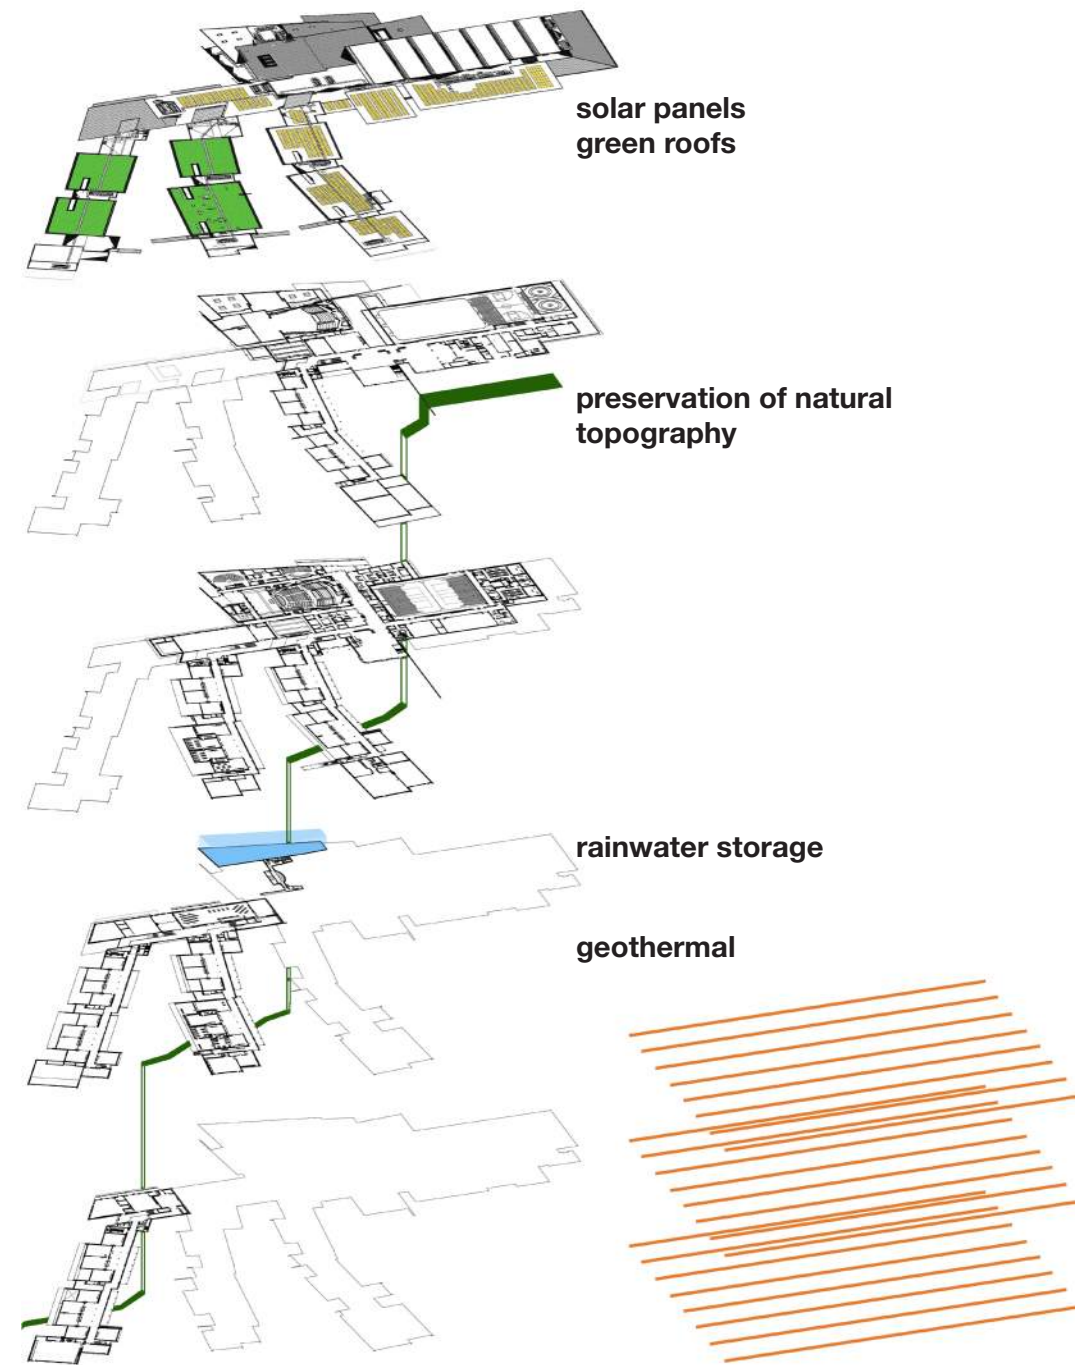 solar panels
green roofs
preservation of natural
topography
rainwater storage
geothermal